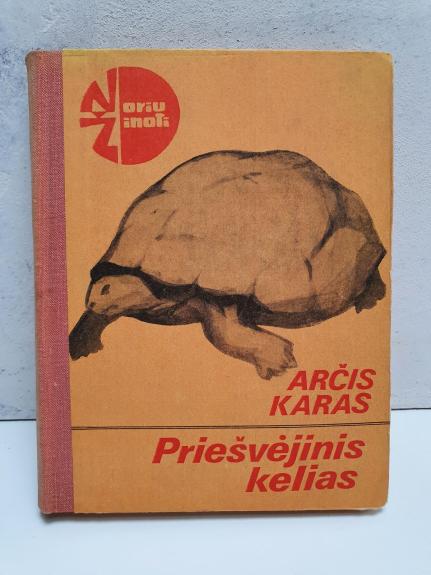 Noriu
Žinoti
ARČIS
KARAS
Priešvėjinis
kelias